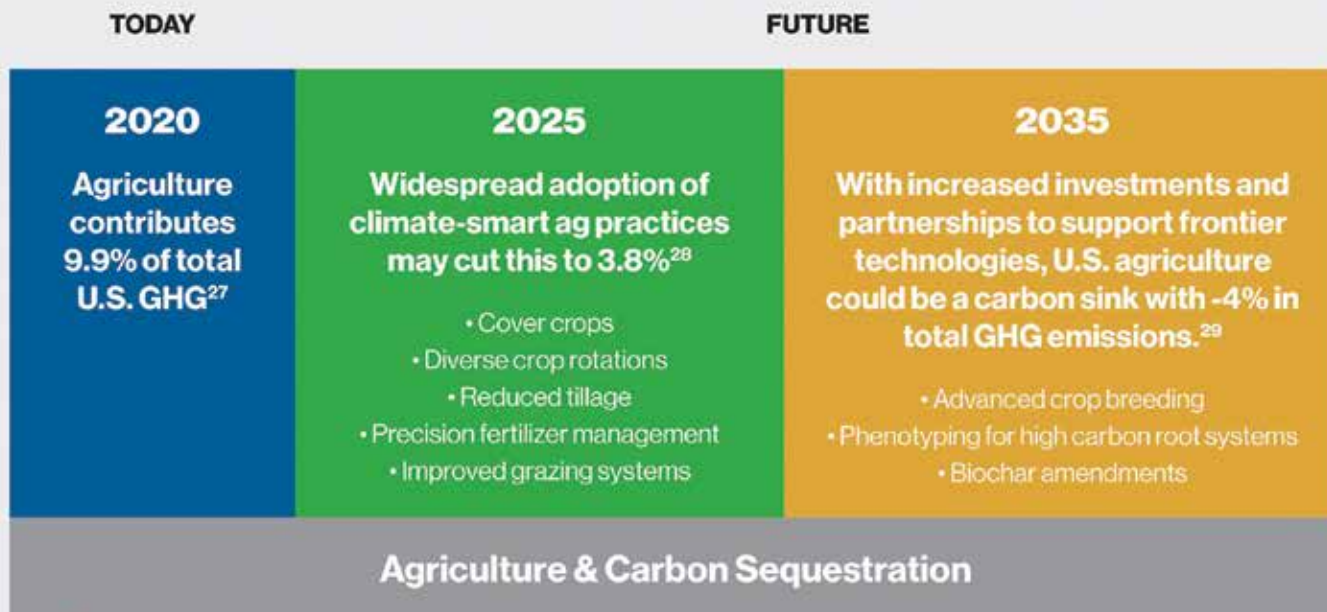 TODAY
FUTURE
2020
Agriculture
contributes
9.9% of total
U.S. GHG²⁷
2025
Widespread adoption of
climate-smart ag practices
may cut this to 3.8%²⁸
• Cover crops
• Diverse crop rotations
• Reduced tillage
• Precision fertilizer management
• Improved grazing systems
2035
With increased investments and
partnerships to support frontier
technologies, U.S. agriculture
could be a carbon sink with -4% in
total GHG emissions.²⁹
• Advanced crop breeding
• Phenotyping for high carbon root systems
• Biochar amendments
Agriculture & Carbon Sequestration